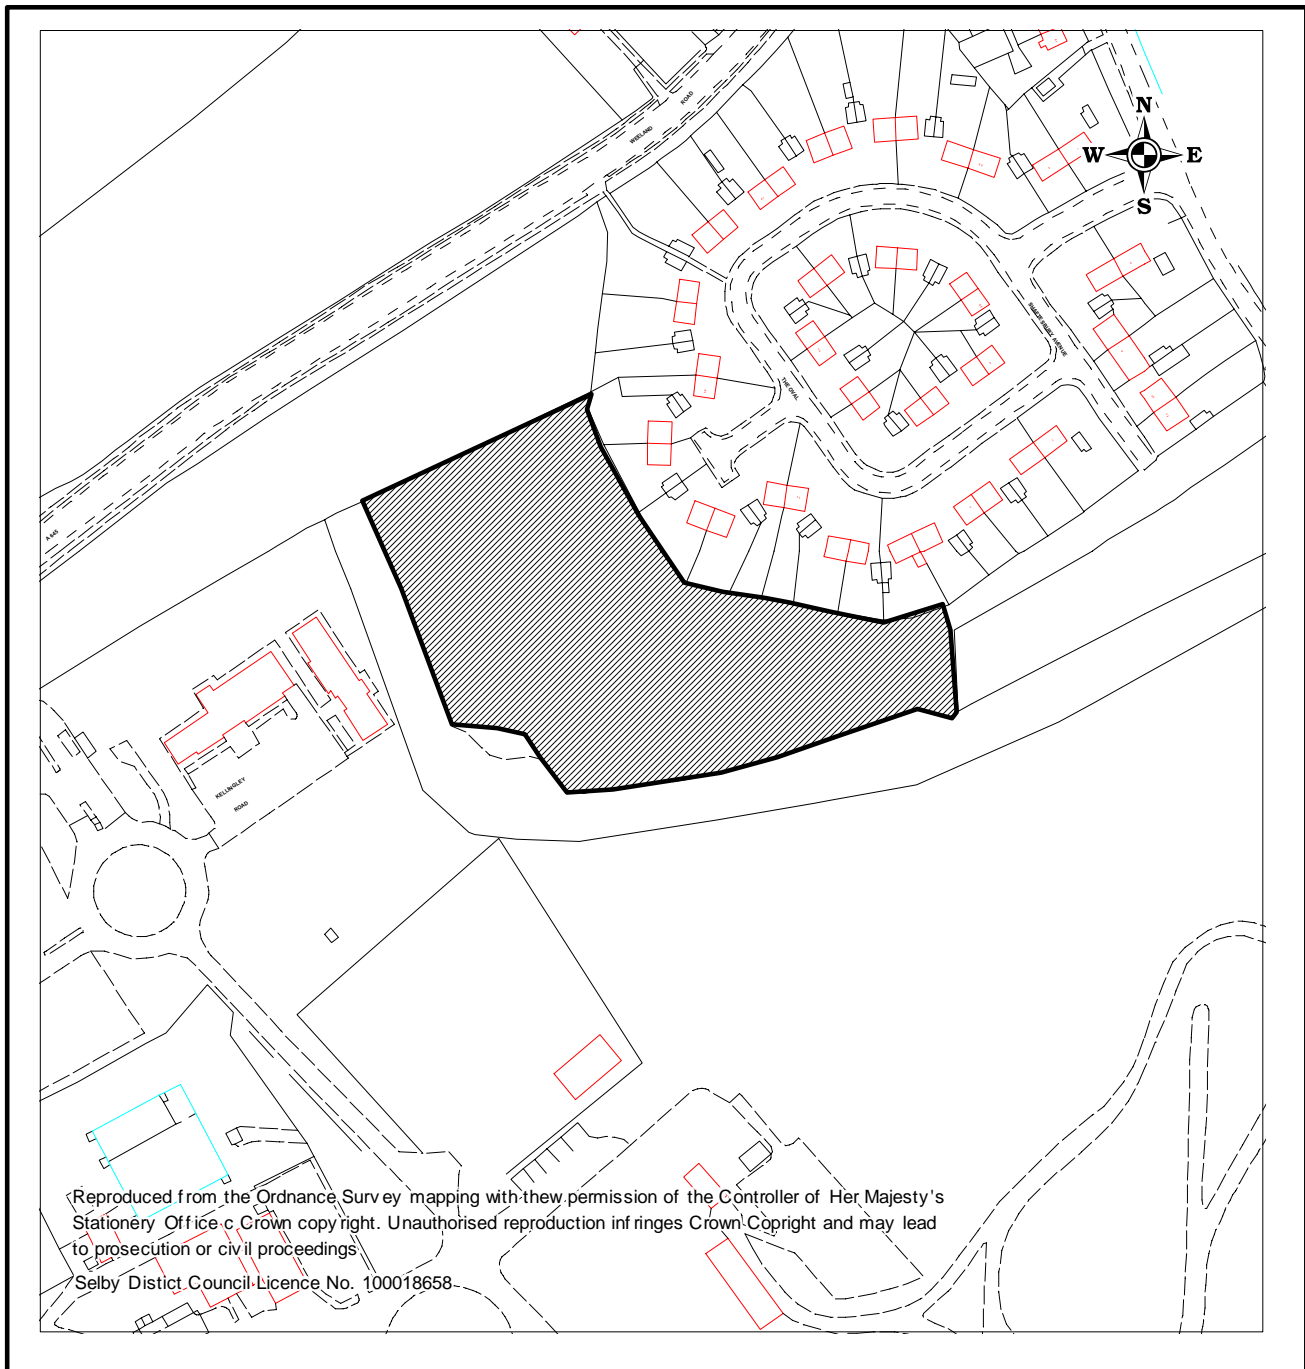 WEELAND
ROAD
N
W E
S
THE OVAL
A 645
KELLINGLEY
ROAD
Reproduced from the Ordnance Survey mapping with thew permission of the Controller of Her Majesty's
Stationery Office c Crown copyright. Unauthorised reproduction infringes Crown Copright and may lead
to prosecution or civil proceedings
Selby Distict Council Licence No. 100018658